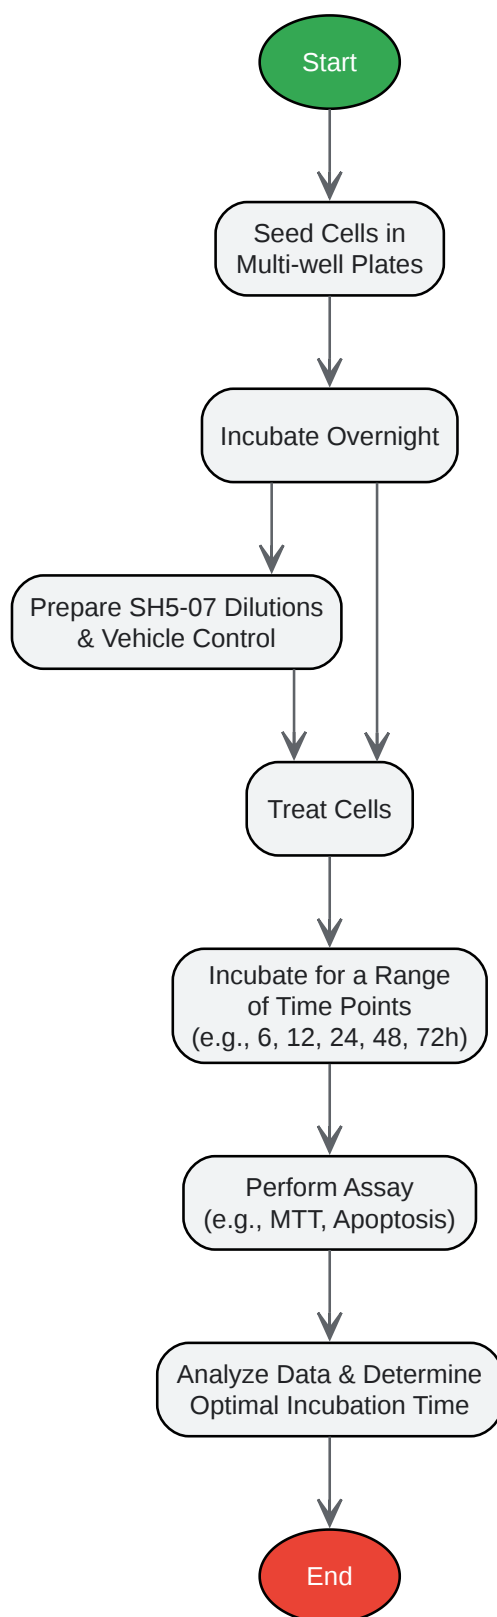 Start
Seed Cells in
Multi-well Plates
Incubate Overnight
Prepare SH5-07 Dilutions
& Vehicle Control
Treat Cells
Incubate for a Range
of Time Points
(e.g., 6, 12, 24, 48, 72h)
Perform Assay
(e.g., MTT, Apoptosis)
Analyze Data & Determine
Optimal Incubation Time
End